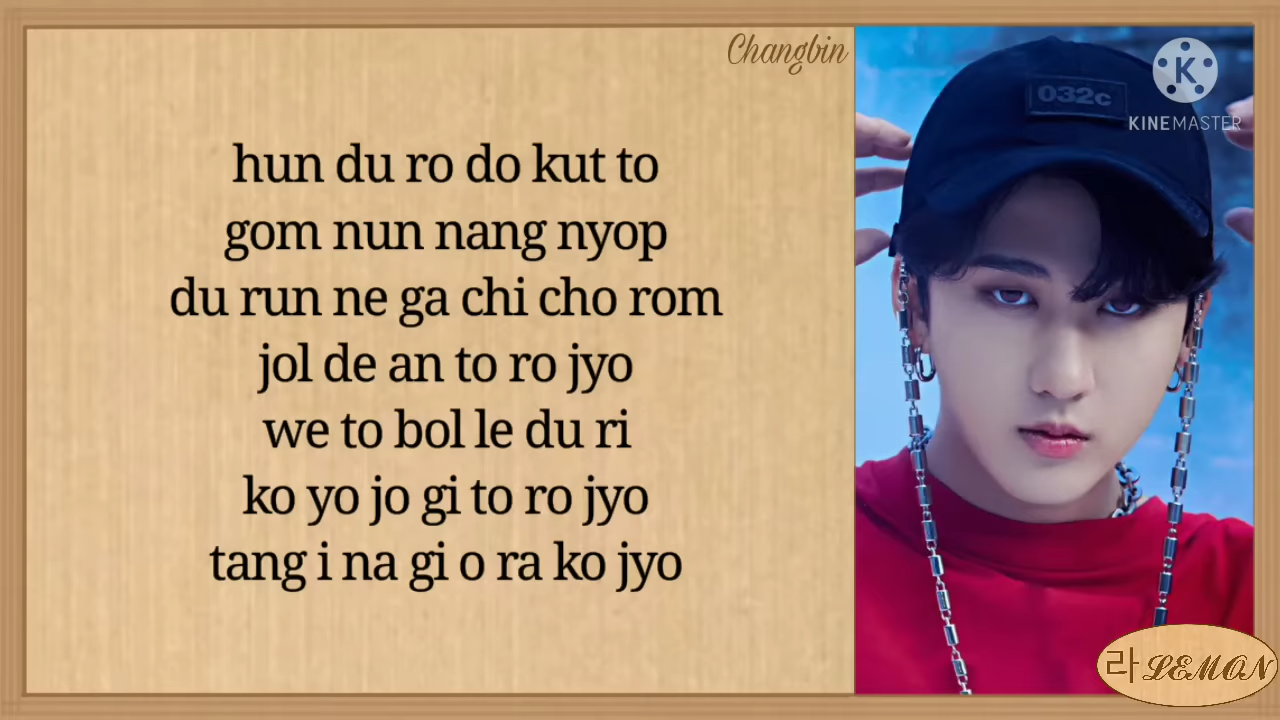 Changbin
hun du ro do kut to
gom nun nang nyop
du run ne ga chi cho rom
jol de an to ro jyo
we to bol le du ri
ko yo jo gi to ro jyo
tang i na gi o ra ko jyo
032c
K
KINEMASTER
라 LEMON